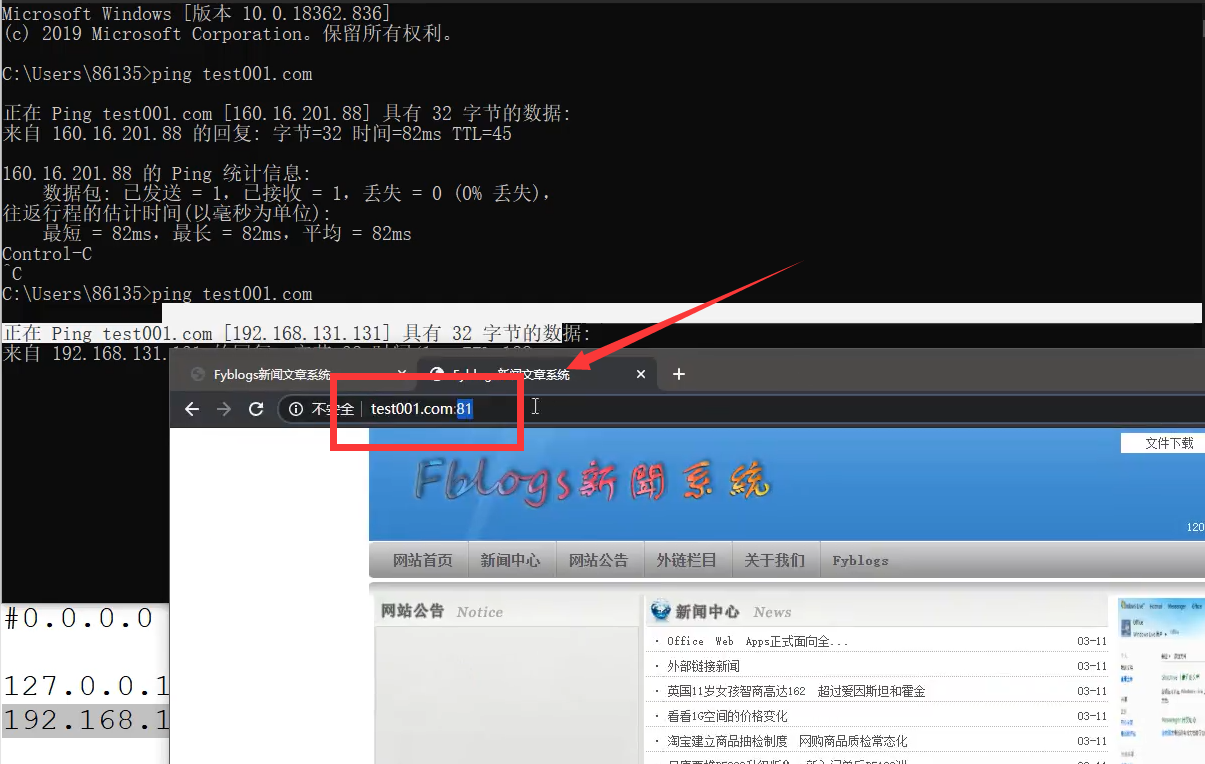 Microsoft Windows [版本 10.0.18362.836]
(c) 2019 Microsoft Corporation。保留所有权利。
C:\Users\86135>ping test001.com
正在 Ping test001.com [160.16.201.88] 具有 32 字节的数据:
来自 160.16.201.88 的回复: 字节=32 时间=82ms TTL=45
160.16.201.88 的 Ping 统计信息:
数据包: 已发送 = 1，已接收 = 1，丢失 = 0 (0% 丢失)，
往返行程的估计时间(以毫秒为单位):
最短 = 82ms，最长 = 82ms，平均 = 82ms
Control-C
^C
C:\Users\86135>ping test001.com
正在 Ping test001.com [192.168.131.131] 具有 32 字节的数据:
来自 192.168.131.131
Fyblogs新闻文章系统
Fyblogs新闻文章系统
不安全 test001.com:81
文件下载
Fblogs新聞系統
120
网站首页 新闻中心 网站公告 外链栏目 关于我们 Fyblogs
#0.0.0.0
127.0.0.1
192.168.1
网站公告 Notice
新闻中心 News
· Office Web Apps正式面向全... 03-11
· 外部链接新闻 03-11
· 英国11岁女孩智商高达162 超过爱因斯坦和霍金 03-11
· 看看1G空间的价格变化 03-11
· 淘宝建立商品抽检制度 网购商品质检常态化 03-11